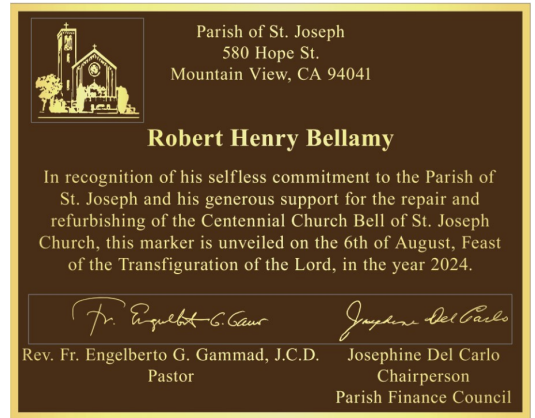 Parish of St. Joseph
580 Hope St.
Mountain View, CA 94041
Robert Henry Bellamy
In recognition of his selfless commitment to the Parish of
St. Joseph and his generous support for the repair and
refurbishing of the Centennial Church Bell of St. Joseph
Church, this marker is unveiled on the 6th of August, Feast
of the Transfiguration of the Lord, in the year 2024.
Fr. Engelbert G. Gam
Josephine Del Carlo
Rev. Fr. Engelberto G. Gammad, J.C.D.
Pastor
Josephine Del Carlo
Chairperson
Parish Finance Council